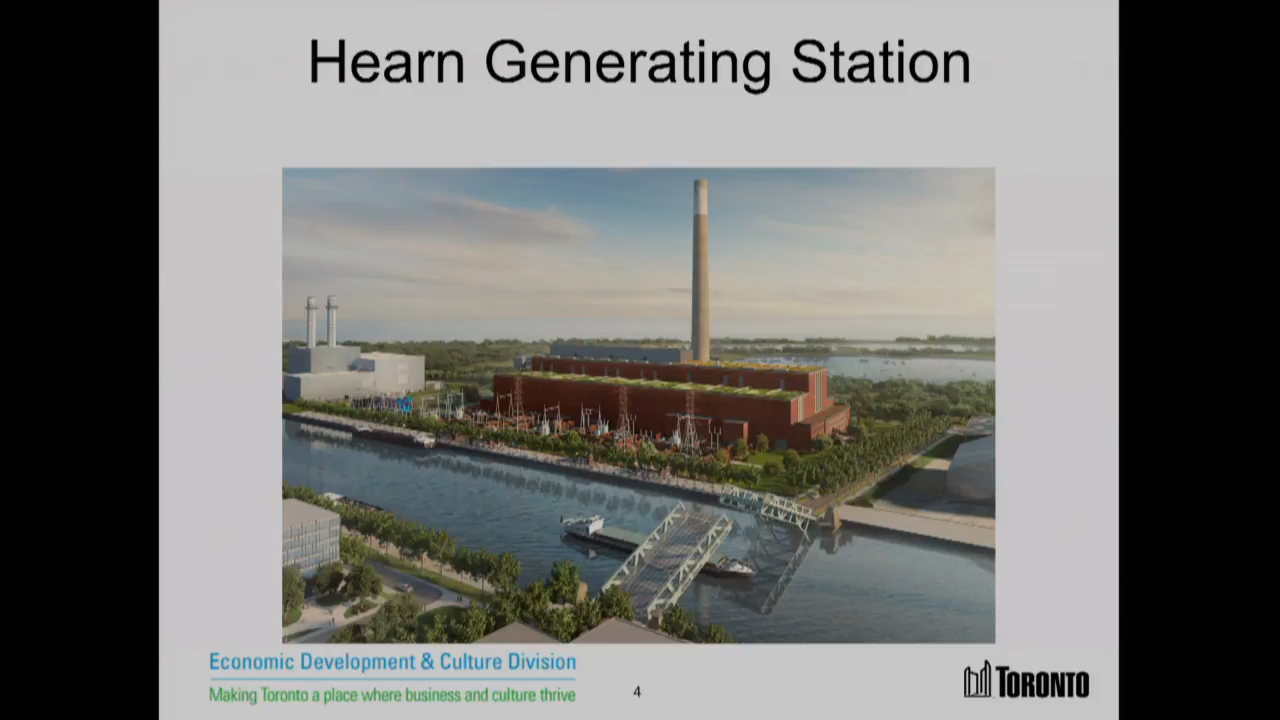 Hearn Generating Station
Economic Development & Culture Division
Making Toronto a place where business and culture thrive
4
TORONTO